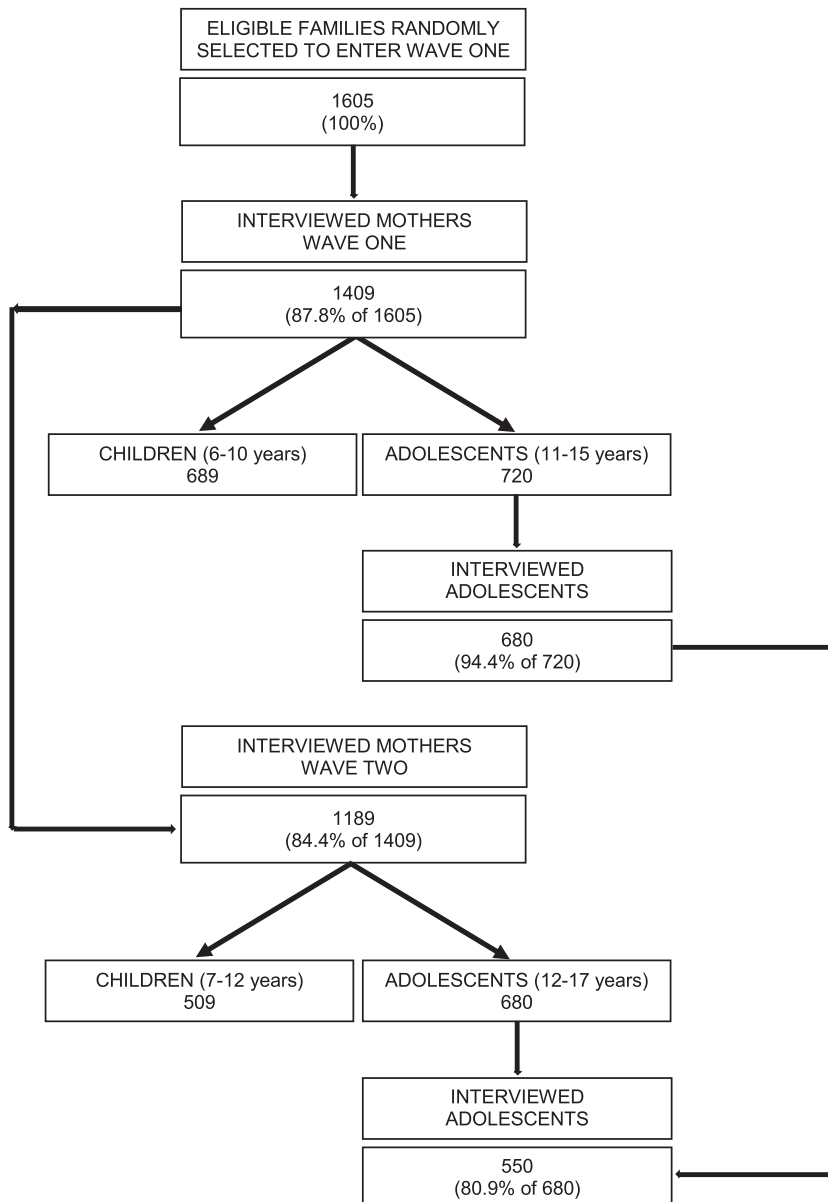 ELIGIBLE FAMILIES RANDOMLY
SELECTED TO ENTER WAVE ONE
1605
(100%)
INTERVIEWED MOTHERS
WAVE ONE
1409
(87.8% of 1605)
CHILDREN (6-10 years)
689
ADOLESCENTS (11-15 years)
720
INTERVIEWED
ADOLESCENTS
680
(94.4% of 720)
INTERVIEWED MOTHERS
WAVE TWO
1189
(84.4% of 1409)
CHILDREN (7-12 years)
509
ADOLESCENTS (12-17 years)
680
INTERVIEWED
ADOLESCENTS
550
(80.9% of 680)